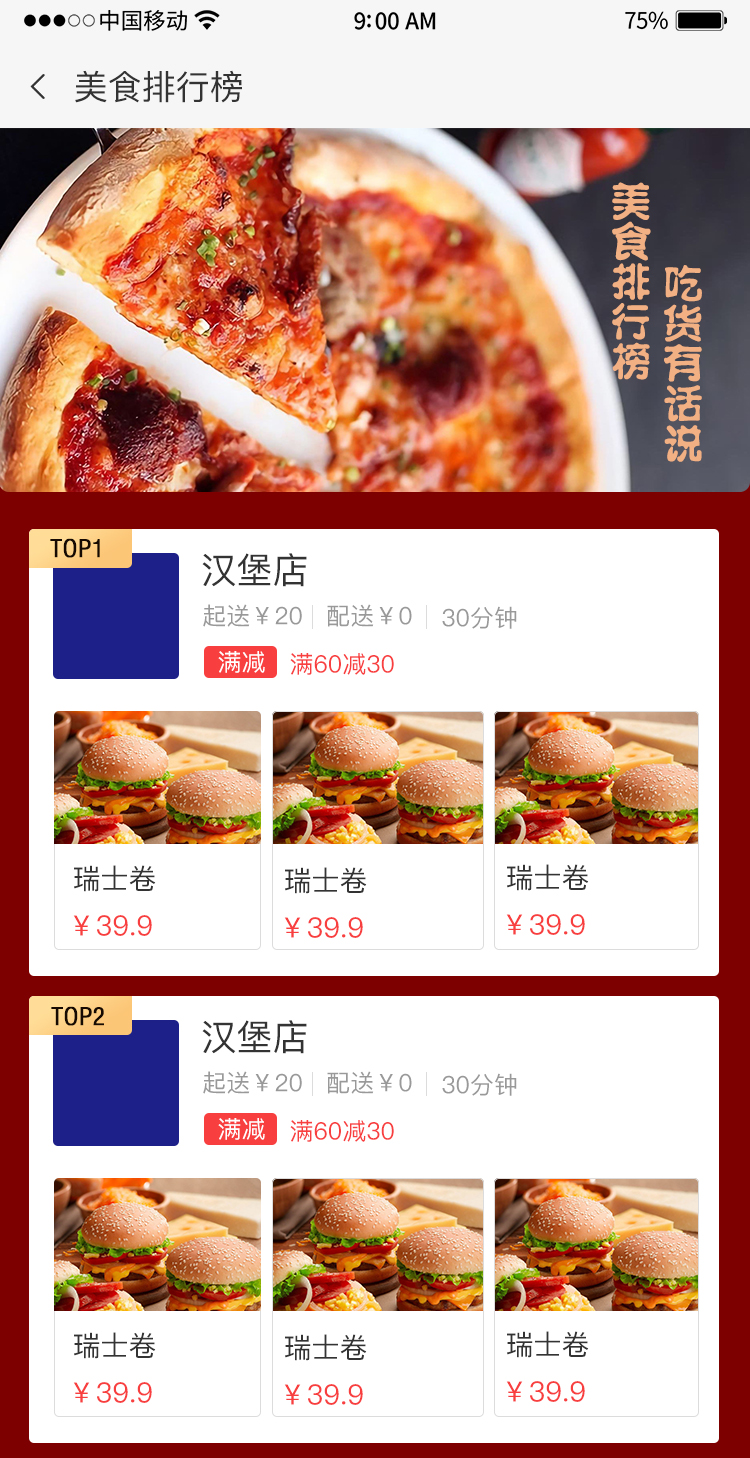 中国移动 9:00 AM 75%
美食排行榜
美食排行榜
吃货有话说
TOP1
汉堡店
起送￥20 配送￥0 30分钟
满减 满60减30
瑞士卷 瑞士卷 瑞士卷
￥39.9 ￥39.9 ￥39.9
TOP2
汉堡店
起送￥20 配送￥0 30分钟
满减 满60减30
瑞士卷 瑞士卷 瑞士卷
￥39.9 ￥39.9 ￥39.9